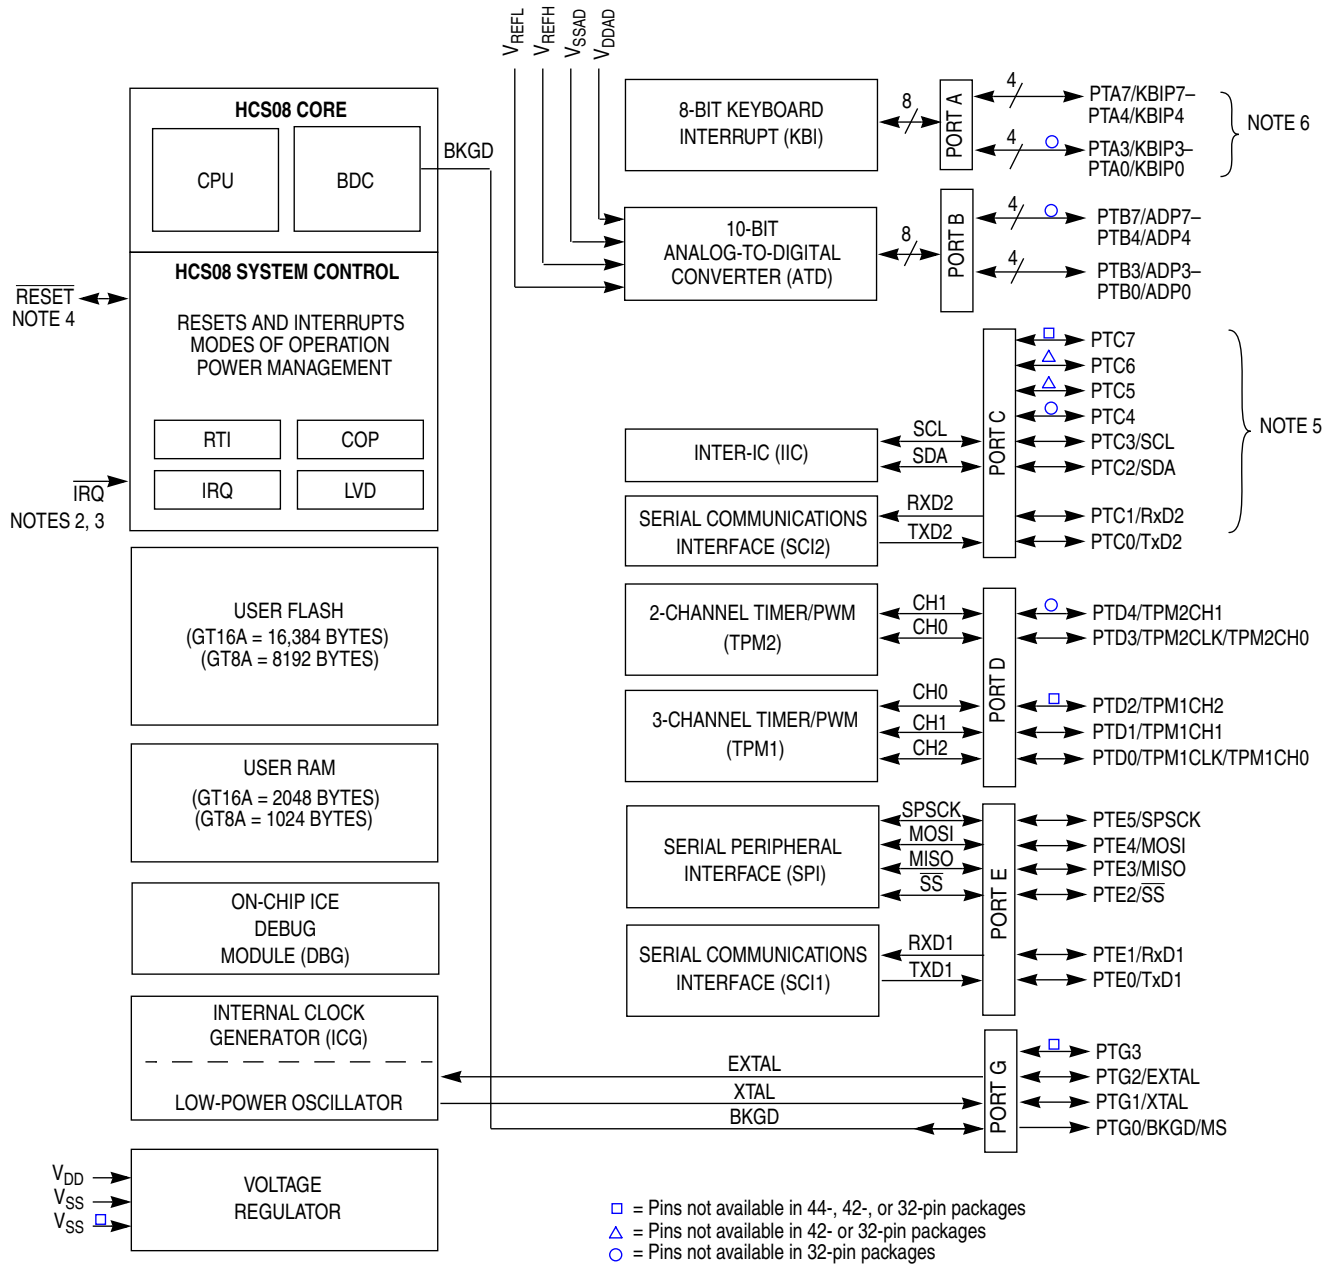 VREFL
VREFH
VSSAD
VDDAD
HCS08 CORE
CPU
BDC
BKGD
HCS08 SYSTEM CONTROL
RESET
NOTE 4
RESETS AND INTERRUPTS
MODES OF OPERATION
POWER MANAGEMENT
RTI
COP
IRQ
LVD
IRQ
NOTES 2, 3
USER FLASH
(GT16A = 16,384 BYTES)
(GT8A = 8192 BYTES)
USER RAM
(GT16A = 2048 BYTES)
(GT8A = 1024 BYTES)
ON-CHIP ICE
DEBUG
MODULE (DBG)
INTERNAL CLOCK
GENERATOR (ICG)
LOW-POWER OSCILLATOR
VDD
VSS
VSS
VOLTAGE
REGULATOR
8-BIT KEYBOARD
INTERRUPT (KBI)
8
PORT A
4
PTA7/KBIP7–
PTA4/KBIP4
4
PTA3/KBIP3–
PTA0/KBIP0
NOTE 6
10-BIT
ANALOG-TO-DIGITAL
CONVERTER (ATD)
8
PORT B
4
PTB7/ADP7–
PTB4/ADP4
4
PTB3/ADP3–
PTB0/ADP0
INTER-IC (IIC)
SCL
SDA
SERIAL COMMUNICATIONS
INTERFACE (SCI2)
RXD2
TXD2
PORT C
PTC7
PTC6
PTC5
PTC4
PTC3/SCL
PTC2/SDA
PTC1/RxD2
PTC0/TxD2
NOTE 5
2-CHANNEL TIMER/PWM
(TPM2)
CH1
CH0
3-CHANNEL TIMER/PWM
(TPM1)
CH0
CH1
CH2
PORT D
PTD4/TPM2CH1
PTD3/TPM2CLK/TPM2CH0
PTD2/TPM1CH2
PTD1/TPM1CH1
PTD0/TPM1CLK/TPM1CH0
SERIAL PERIPHERAL
INTERFACE (SPI)
SPSCK
MOSI
MISO
SS
SERIAL COMMUNICATIONS
INTERFACE (SCI1)
RXD1
TXD1
PORT E
PTE5/SPSCK
PTE4/MOSI
PTE3/MISO
PTE2/SS
PTE1/RxD1
PTE0/TxD1
EXTAL
XTAL
BKGD
PORT G
PTG3
PTG2/EXTAL
PTG1/XTAL
PTG0/BKGD/MS
= Pins not available in 44-, 42-, or 32-pin packages
= Pins not available in 42- or 32-pin packages
= Pins not available in 32-pin packages